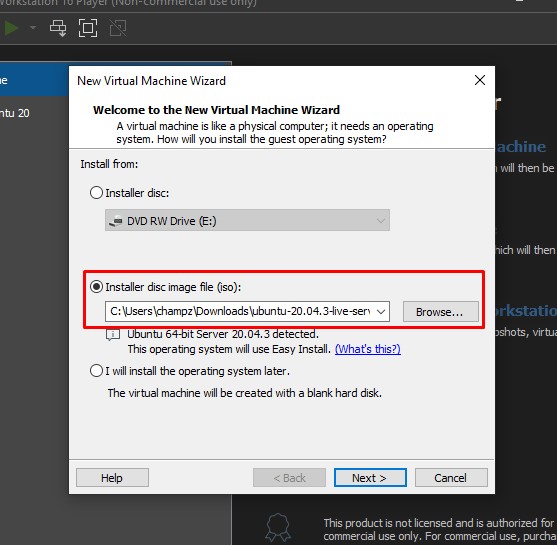 Workstation 16 Player (Non-commercial use only)
New Virtual Machine Wizard
Welcome to the New Virtual Machine Wizard
A virtual machine is like a physical computer; it needs an operating
system. How will you install the guest operating system?
Install from:
Installer disc:
DVD RW Drive (E:)
Installer disc image file (iso):
C:\Users\champz\Downloads\ubuntu-20.04.3-live-serv
Browse...
Ubuntu 64-bit Server 20.04.3 detected.
This operating system will use Easy Install. (What's this?)
I will install the operating system later.
The virtual machine will be created with a blank hard disk.
Help
< Back
Next >
Cancel
me
ntu 20
r
achine
will then be
hich will then
orkstatio
pshots, virtua
This product is not licensed and is authorized for
commercial use only. For commercial use, purcha